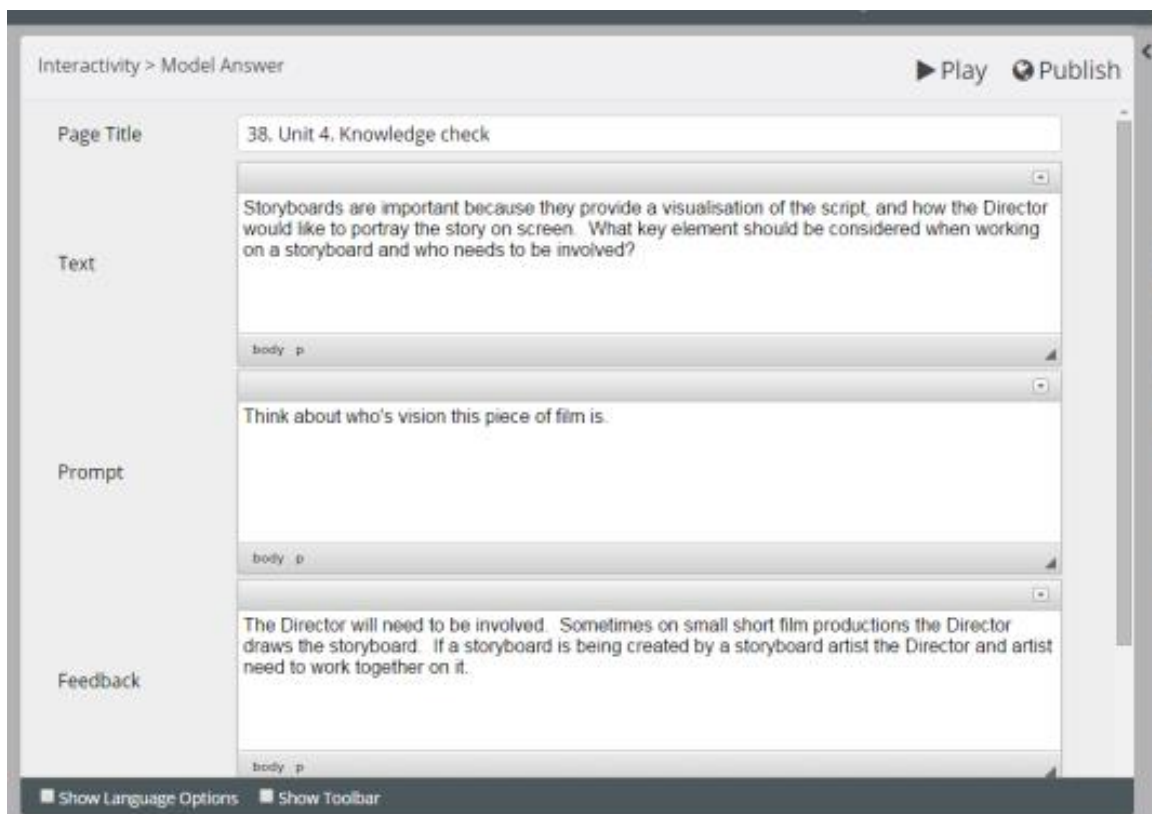 Interactivity > Model Answer
Play Publish
Page Title
38. Unit 4. Knowledge check
Text
Storyboards are important because they provide a visualisation of the script, and how the Director
would like to portray the story on screen. What key element should be considered when working
on a storyboard and who needs to be involved?
body p
Prompt
Think about who's vision this piece of film is.
body p
Feedback
The Director will need to be involved. Sometimes on small short film productions the Director
draws the storyboard. If a storyboard is being created by a storyboard artist the Director and artist
need to work together on it.
body p
Show Language Options Show Toolbar